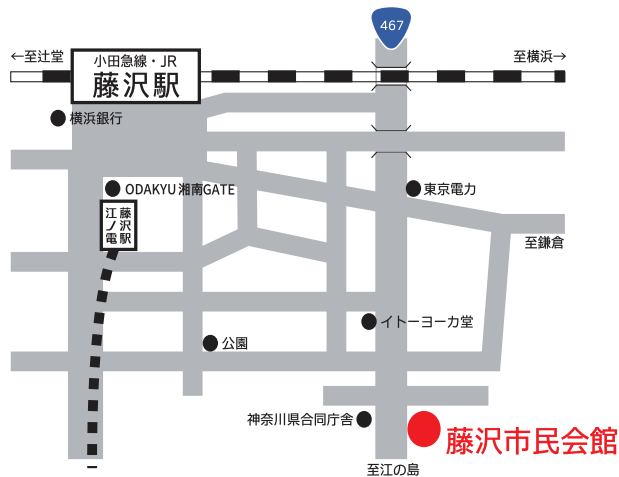 467
←至辻堂
小田急線・JR
藤沢駅
至横浜→
横浜銀行
ODAKYU 湘南GATE
東京電力
藤沢駅
江ノ電
至鎌倉
イトーヨーカ堂
公園
神奈川県合同庁舎
藤沢市民会館
至江の島